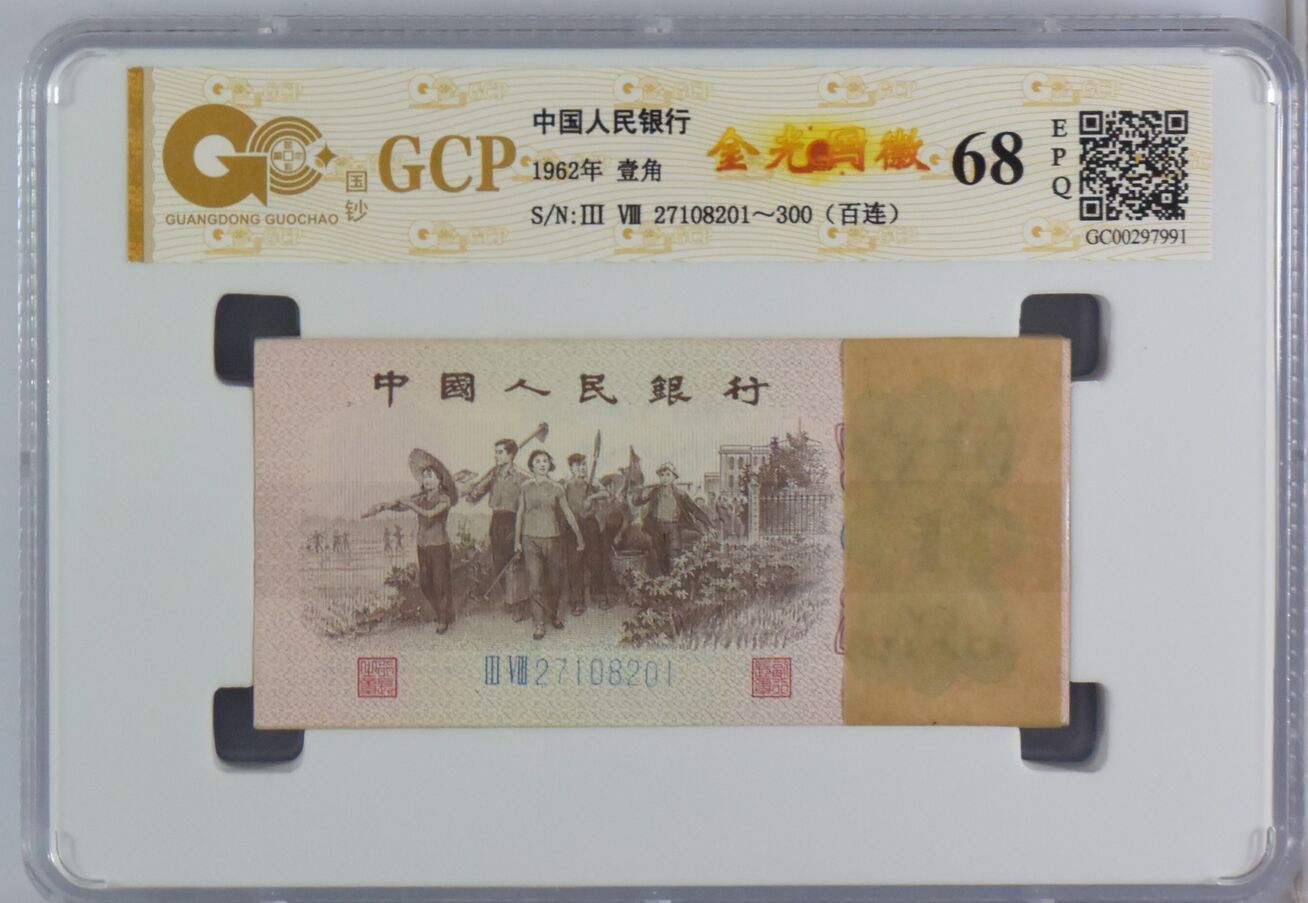 GC
国钞
GUANGDONG GUOCHAO
GCP
中国人民银行
1962年 壹角
S/N:Ⅲ Ⅷ 27108201~300（百连）
金光国徽
68
EPQ
GC00297991
中國人民銀行
Ⅲ Ⅷ 27108201